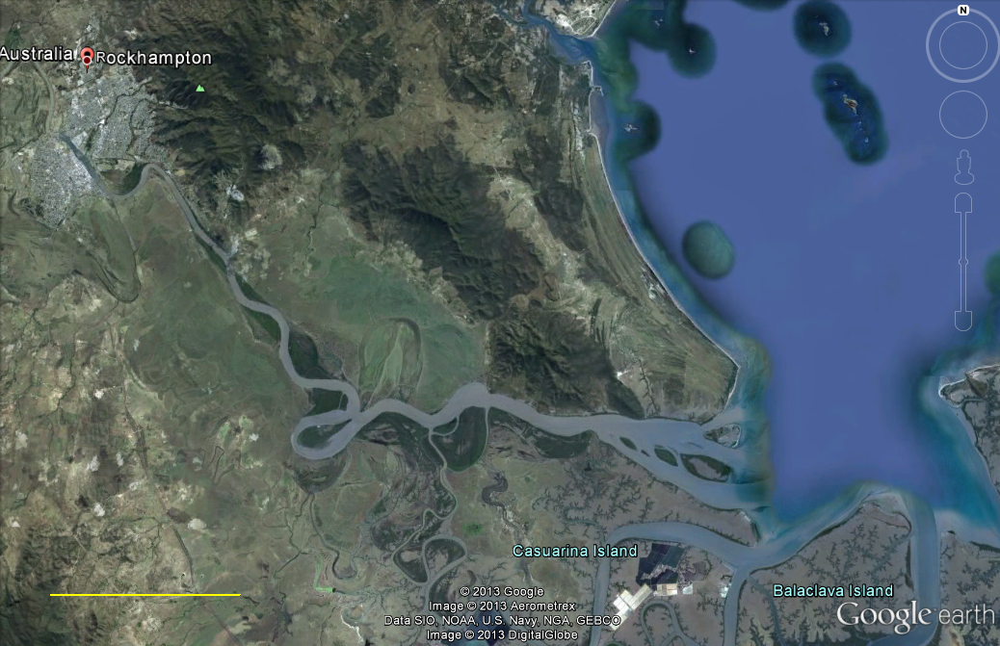 N
Australia
Rockhampton
Casuarina Island
Balaclava Island
© 2013 Google
Image © 2013 Aerometrex
Data SIO, NOAA, U.S. Navy, NGA, GEBCO
Image © 2013 DigitalGlobe
Google earth